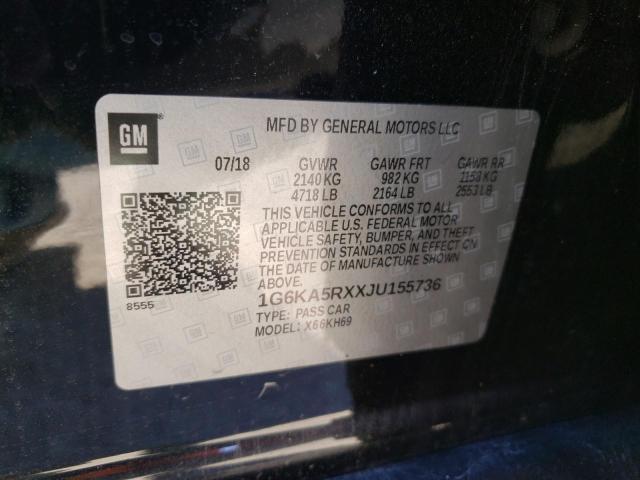 GM
®
MFD BY GENERAL MOTORS LLC
07/18 GVWR GAWR FRT GAWR RR
2140 KG 982 KG 1158 KG
4718 LB 2164 LB 2553 LB
THIS VEHICLE CONFORMS TO ALL
APPLICABLE U.S. FEDERAL MOTOR
VEHICLE SAFETY, BUMPER, AND THEFT
PREVENTION STANDARDS IN EFFECT ON
THE DATE OF MANUFACTURE SHOWN
ABOVE.
8555
1G6KA5RXXJU155736
TYPE: PASS CAR
MODEL: X66KH69